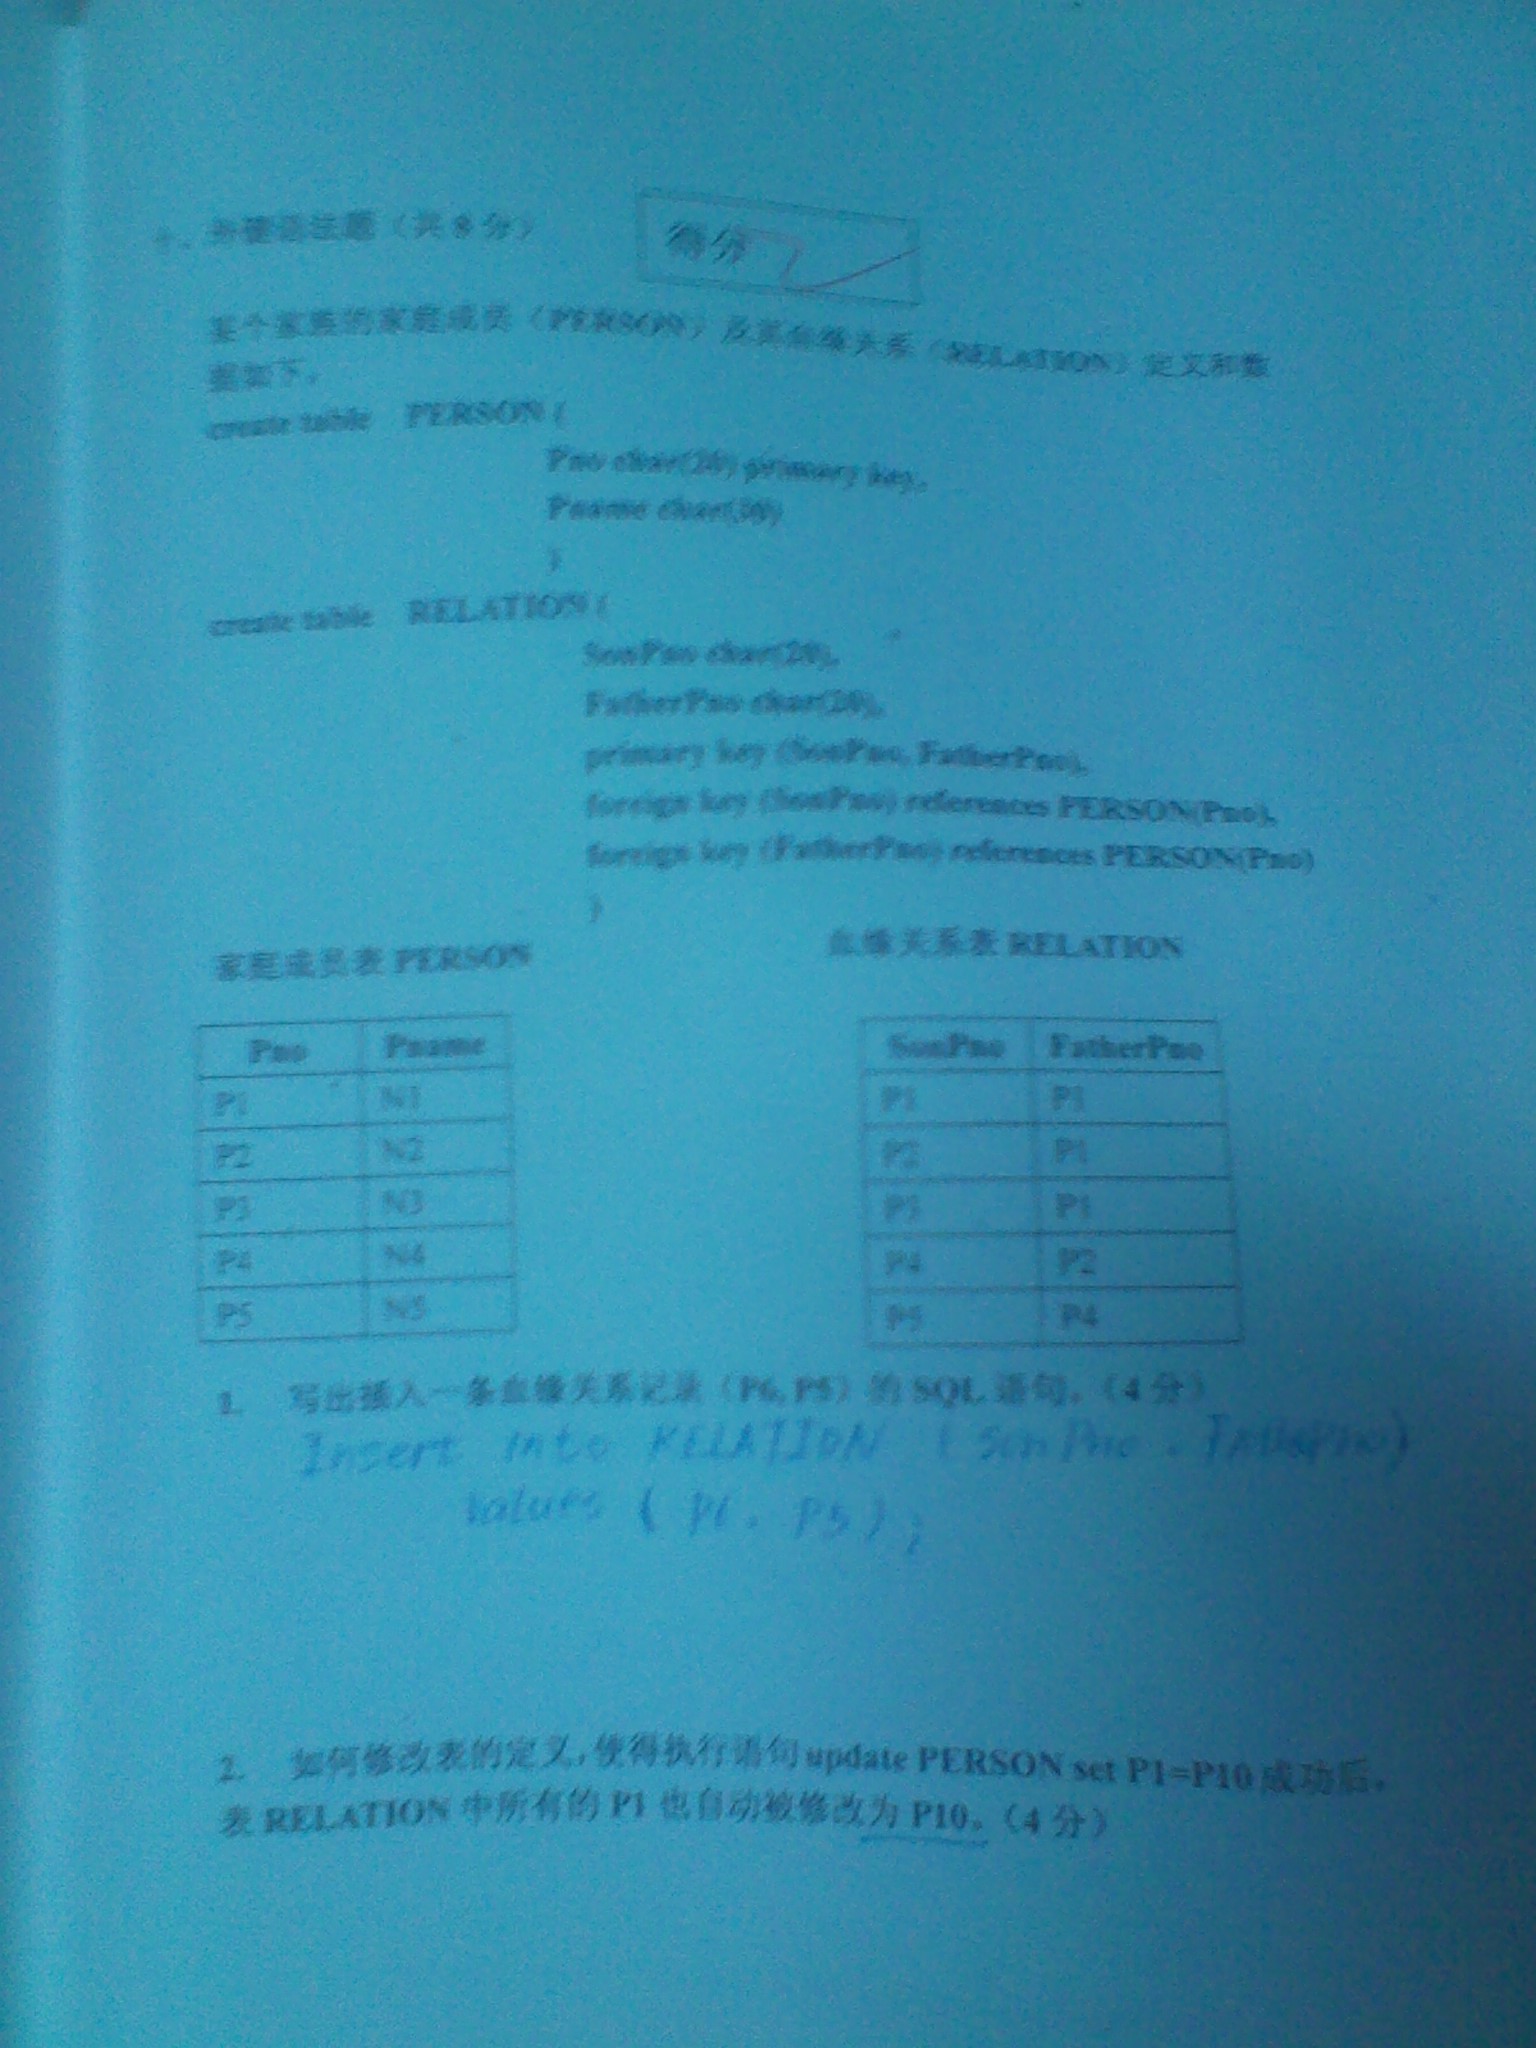 十、外键语法题（共 8 分）
得分 7
某个家族的家庭成员（PERSON）及其血缘关系（RELATION）定义和数
据如下。
create table PERSON (
Pno char(20) primary key,
Pname char(30)
)
create table RELATION (
SonPno char(20),
FatherPno char(20),
primary key (SonPno, FatherPno),
foreign key (SonPno) references PERSON(Pno),
foreign key (FatherPno) references PERSON(Pno)
)
家庭成员表 PERSON 血缘关系表 RELATION
Pno Pname SonPno FatherPno
P1 N1 P1 P1
P2 N2 P2 P1
P3 N3 P3 P1
P4 N4 P4 P2
P5 N5 P5 P4
1. 写出插入一条血缘关系记录（P6, P5）的 SQL 语句。（4 分）
Insert into RELATION (SonPno, FatherPno)
values ( P6, P5 );
2. 如何修改表的定义，使得执行语句 update PERSON set P1=P10 成功后，
表 RELATION 中所有的 P1 也自动被修改为 P10。（4 分）